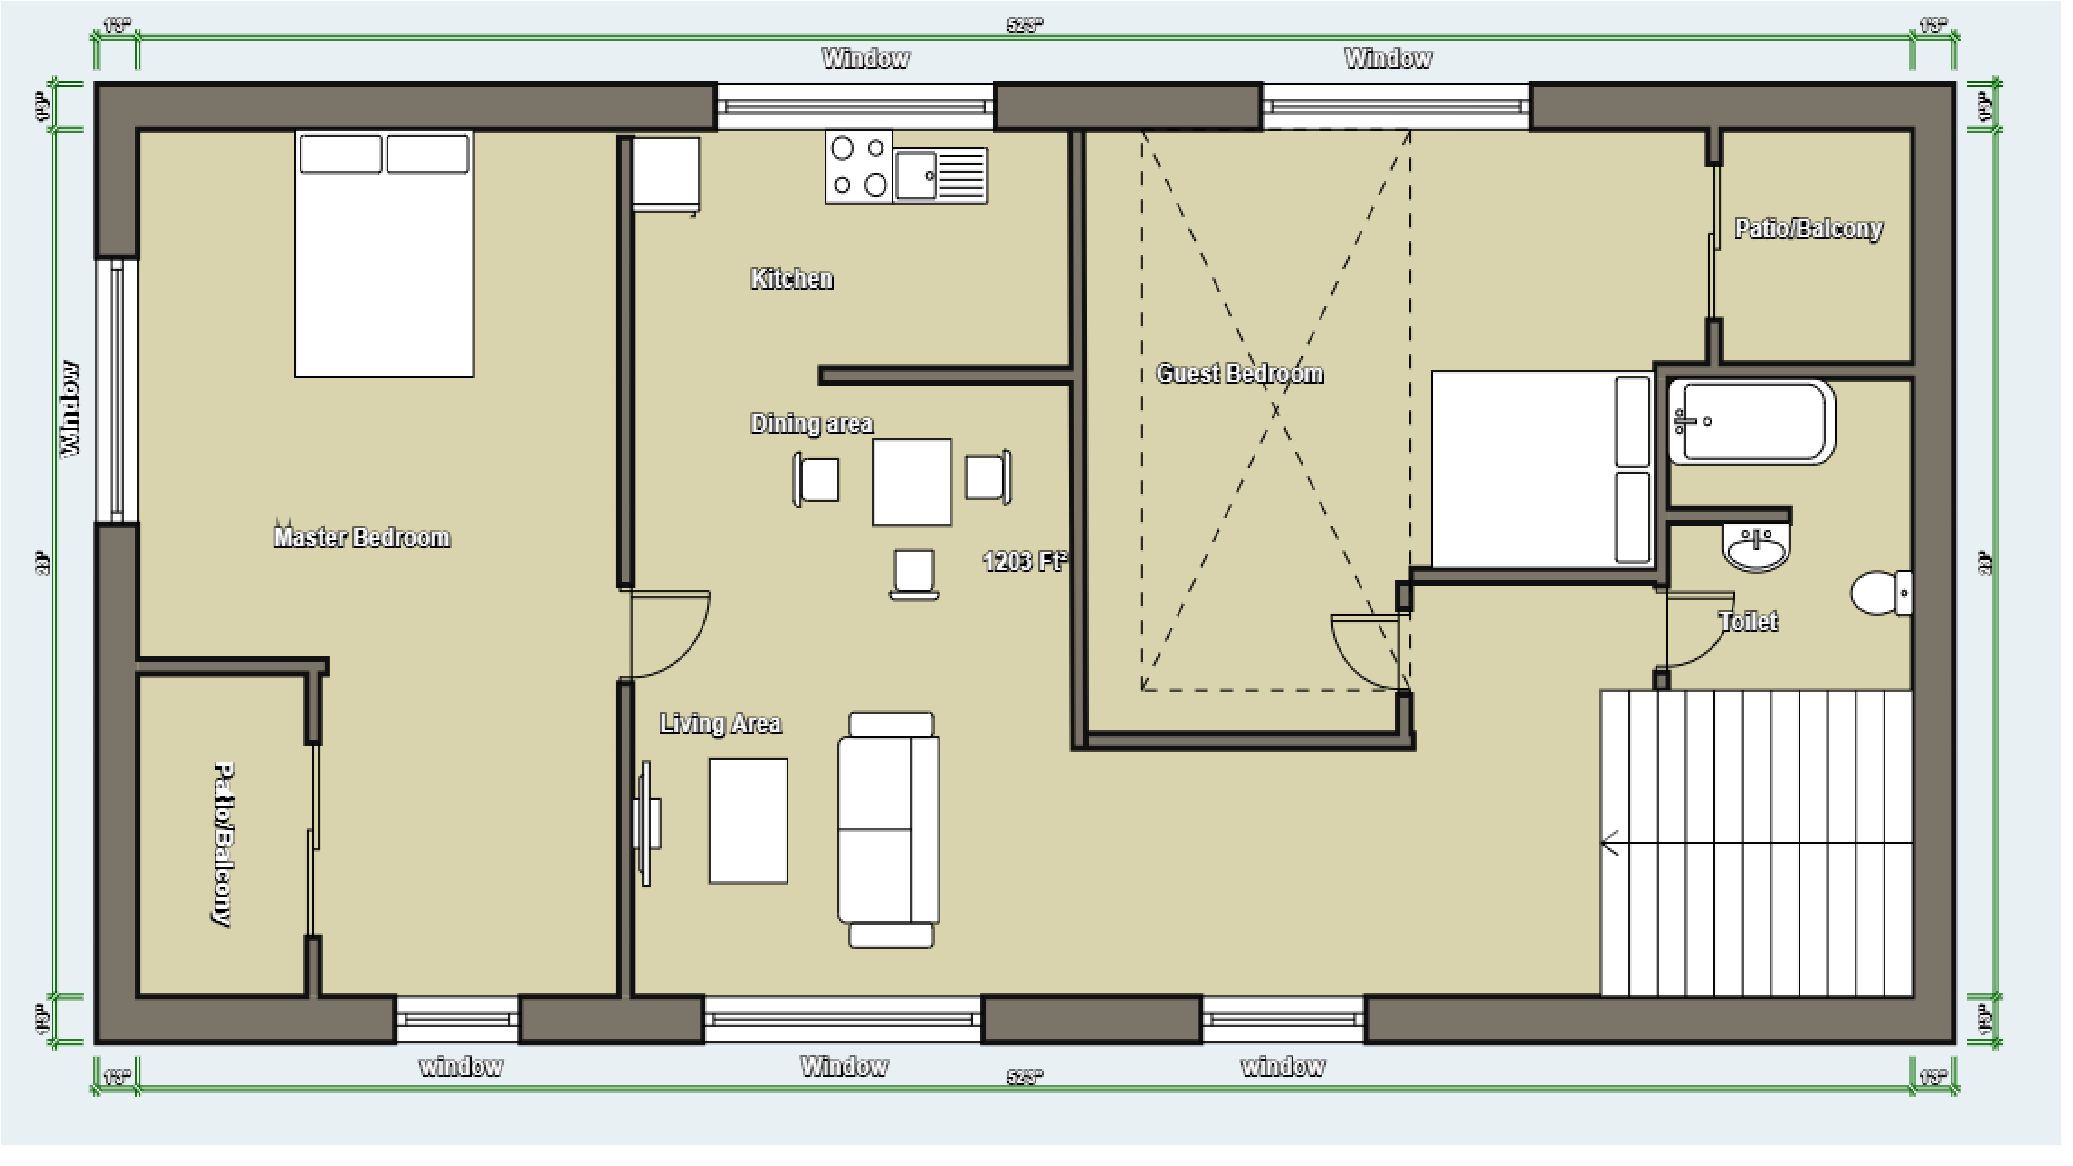 1'3" 52'3" 1'3"
Window Window
1'3" 1'3"
Patio/Balcony
Kitchen
Guest Bedroom
Window
Dining area
Master Bedroom
1203 Ft²
Toilet
Living Area
Patio/Balcony
1'3" 1'3"
window Window window
1'3" 52'3" 1'3"